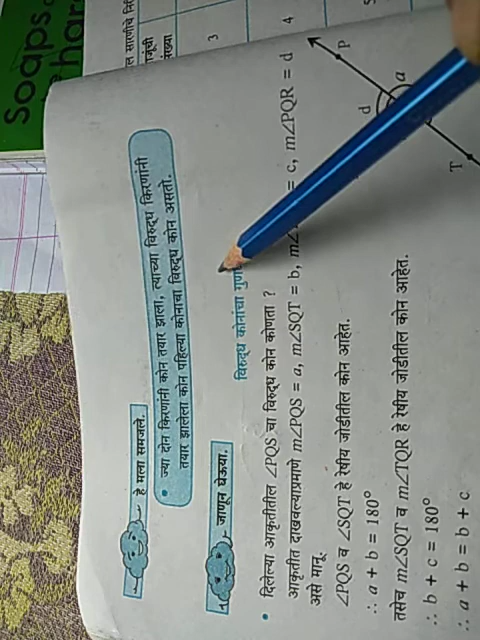 soaps
har
हे मला समजले.
ज्या दोन किरणांनी कोन तयार झाला, त्याच्या विरुद्ध किरणांनी
तयार झालेला कोन पहिल्या कोनाचा विरुद्ध कोन असतो.
जाणून घेऊया.
विरुद्ध कोनांचा
दिलेल्या आकृतीतील ∠PQS चा विरुद्ध कोन कोणता ?
आकृतीत दाखवल्याप्रमाणे m∠PQS = a, m∠SQT = b, = c, m∠PQR = d
असे मानू.
∠PQS व ∠SQT हे रेषीय जोडीतील कोन आहेत.
∴ a + b = 180°
तसेच m∠SQT व m∠TQR हे रेषीय जोडीतील कोन आहेत.
∴ b + c = 180°
∴ a + b = b + c
3
4
P
d
a
T
S